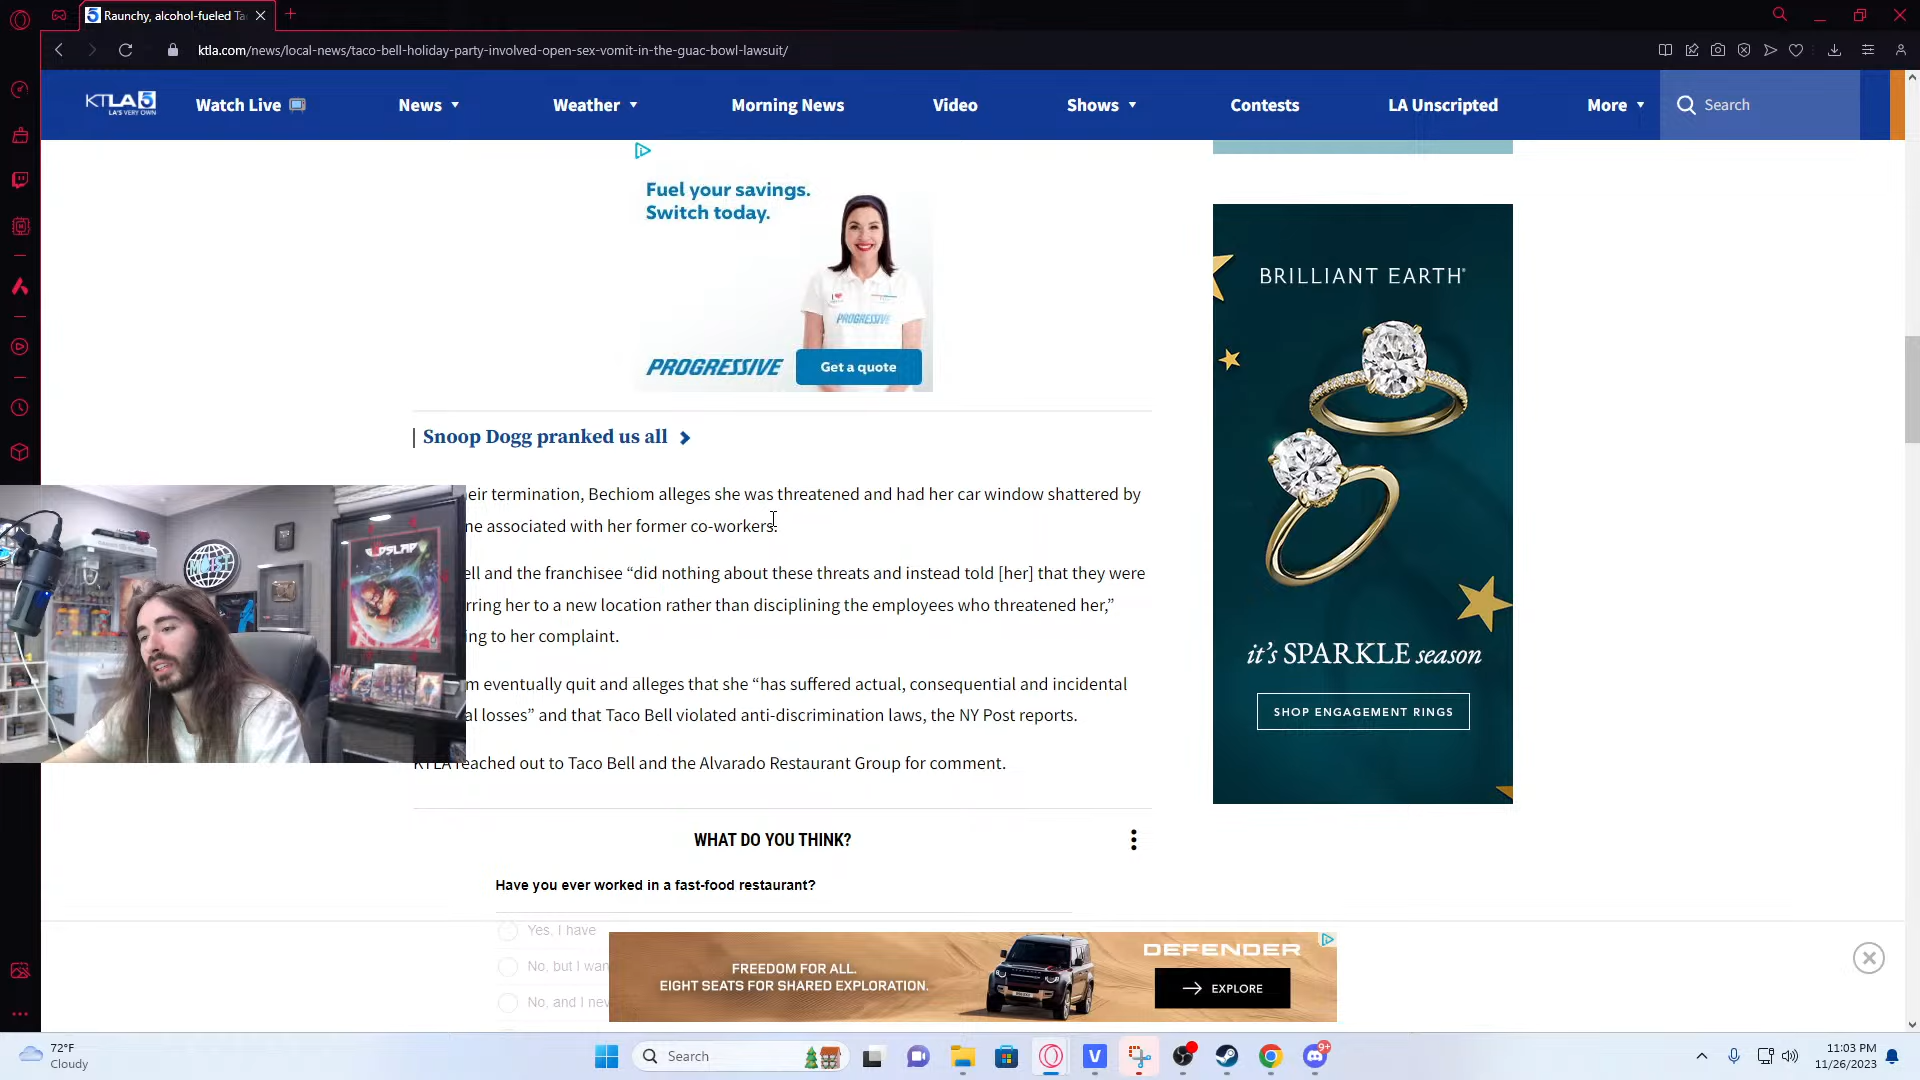 Raunchy, alcohol-fueled Ta
ktla.com/news/local-news/taco-bell-holiday-party-involved-open-sex-vomit-in-the-guac-bowl-lawsuit/
KTLA 5
LA'S VERY OWN
Watch Live
News
Weather
Morning News
Video
Shows
Contests
LA Unscripted
More
Search
Fuel your savings.
Switch today.
PROGRESSIVE
PROGRESSIVE
Get a quote
Snoop Dogg pranked us all
eir termination, Bechiom alleges she was threatened and had her car window shattered by
ne associated with her former co-workers.
ell and the franchisee “did nothing about these threats and instead told [her] that they were
rring her to a new location rather than disciplining the employees who threatened her,”
ing to her complaint.
m eventually quit and alleges that she “has suffered actual, consequential and incidental
al losses” and that Taco Bell violated anti-discrimination laws, the NY Post reports.
KTLA reached out to Taco Bell and the Alvarado Restaurant Group for comment.
WHAT DO YOU THINK?
Have you ever worked in a fast-food restaurant?
Yes. I have
No, but I wan
No, and I nev
BRILLIANT EARTH
it's SPARKLE season
SHOP ENGAGEMENT RINGS
FREEDOM FOR ALL.
EIGHT SEATS FOR SHARED EXPLORATION.
DEFENDER
EXPLORE
72°F
Cloudy
Search
9+
11:03 PM
11/26/2023